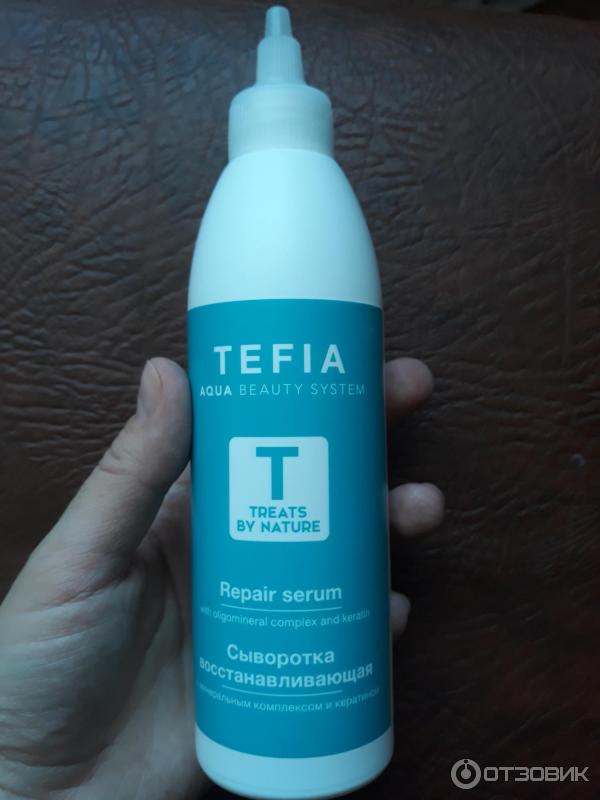 TEFIA
AQUA BEAUTY SYSTEM
T
TREATS
BY NATURE
Repair serum
with oligomineral complex and keratin
Сыворотка
восстанавливающая
минеральным комплексом и кератином
ОТЗОВИК